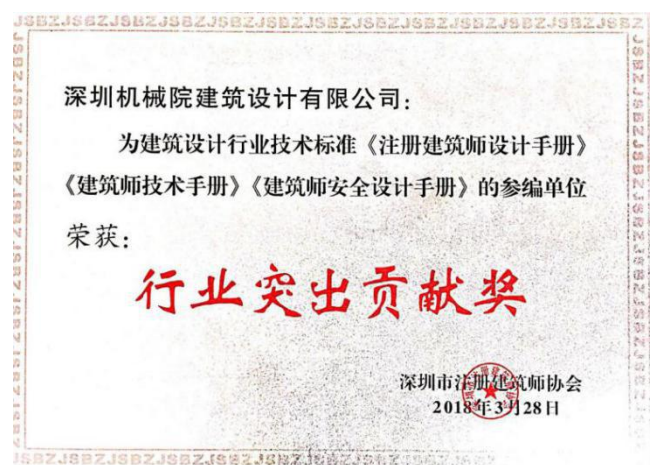 深圳机械院建筑设计有限公司:
为建筑设计行业技术标准《注册建筑师设计手册》
《建筑师技术手册》《建筑师安全设计手册》的参编单位
荣获:
行业突出贡献奖
深圳市注册建筑师协会
2018年3月28日